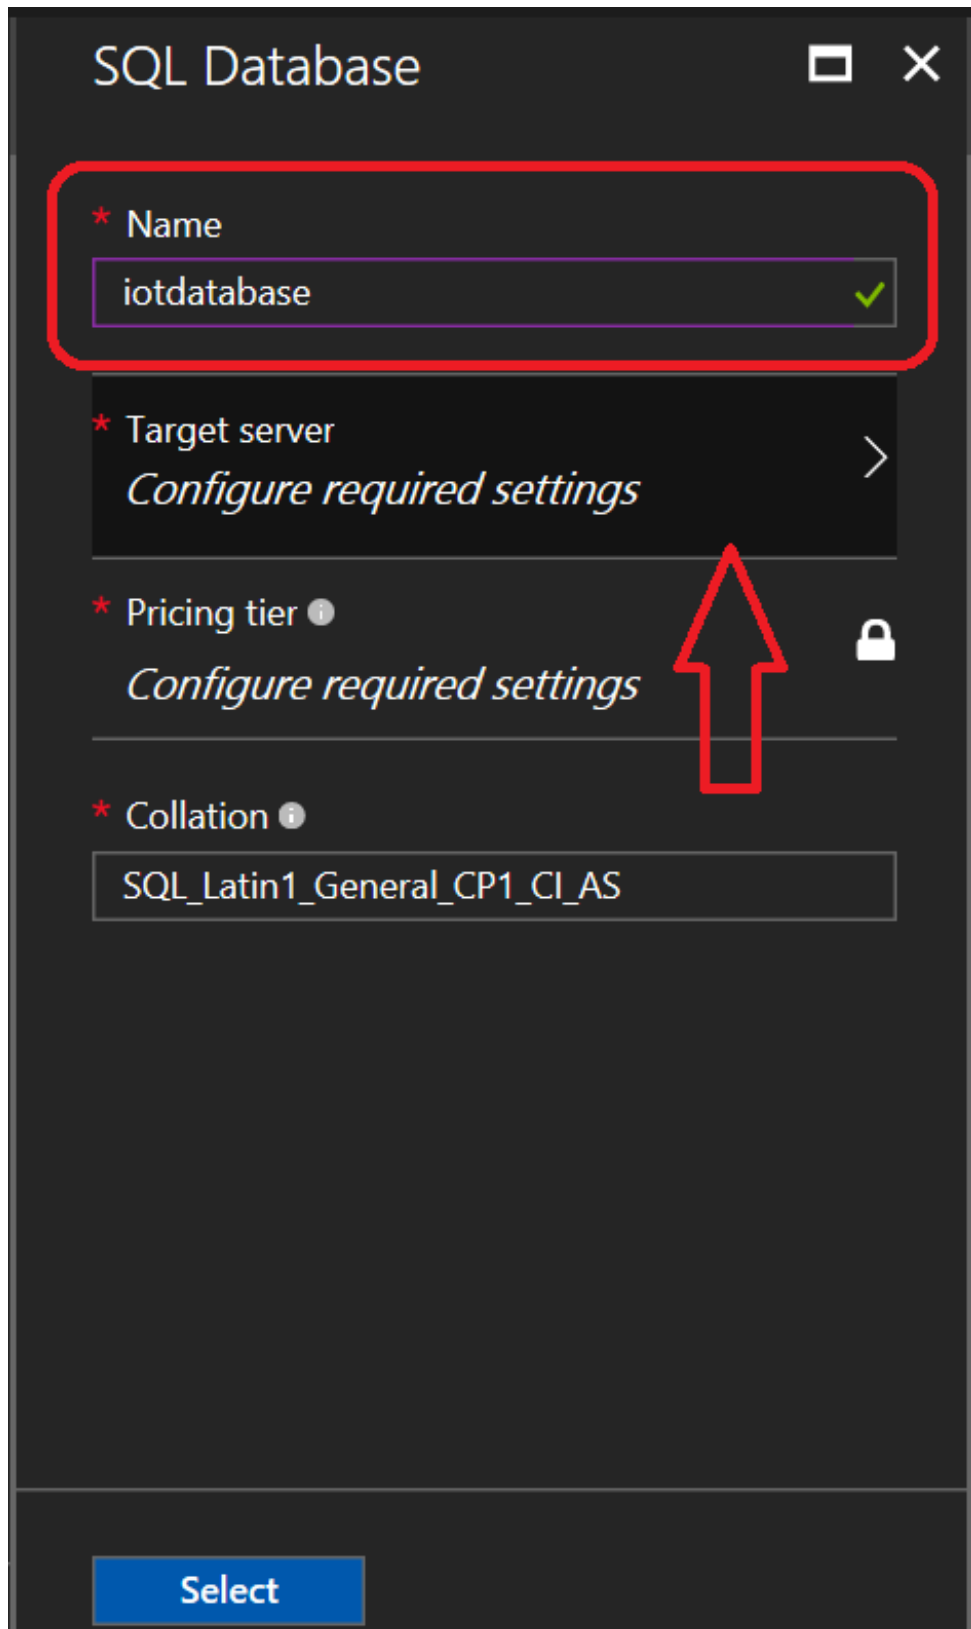 SQL Database
* Name
iotdatabase
* Target server
Configure required settings
* Pricing tier
Configure required settings
* Collation
SQL_Latin1_General_CP1_CI_AS
Select